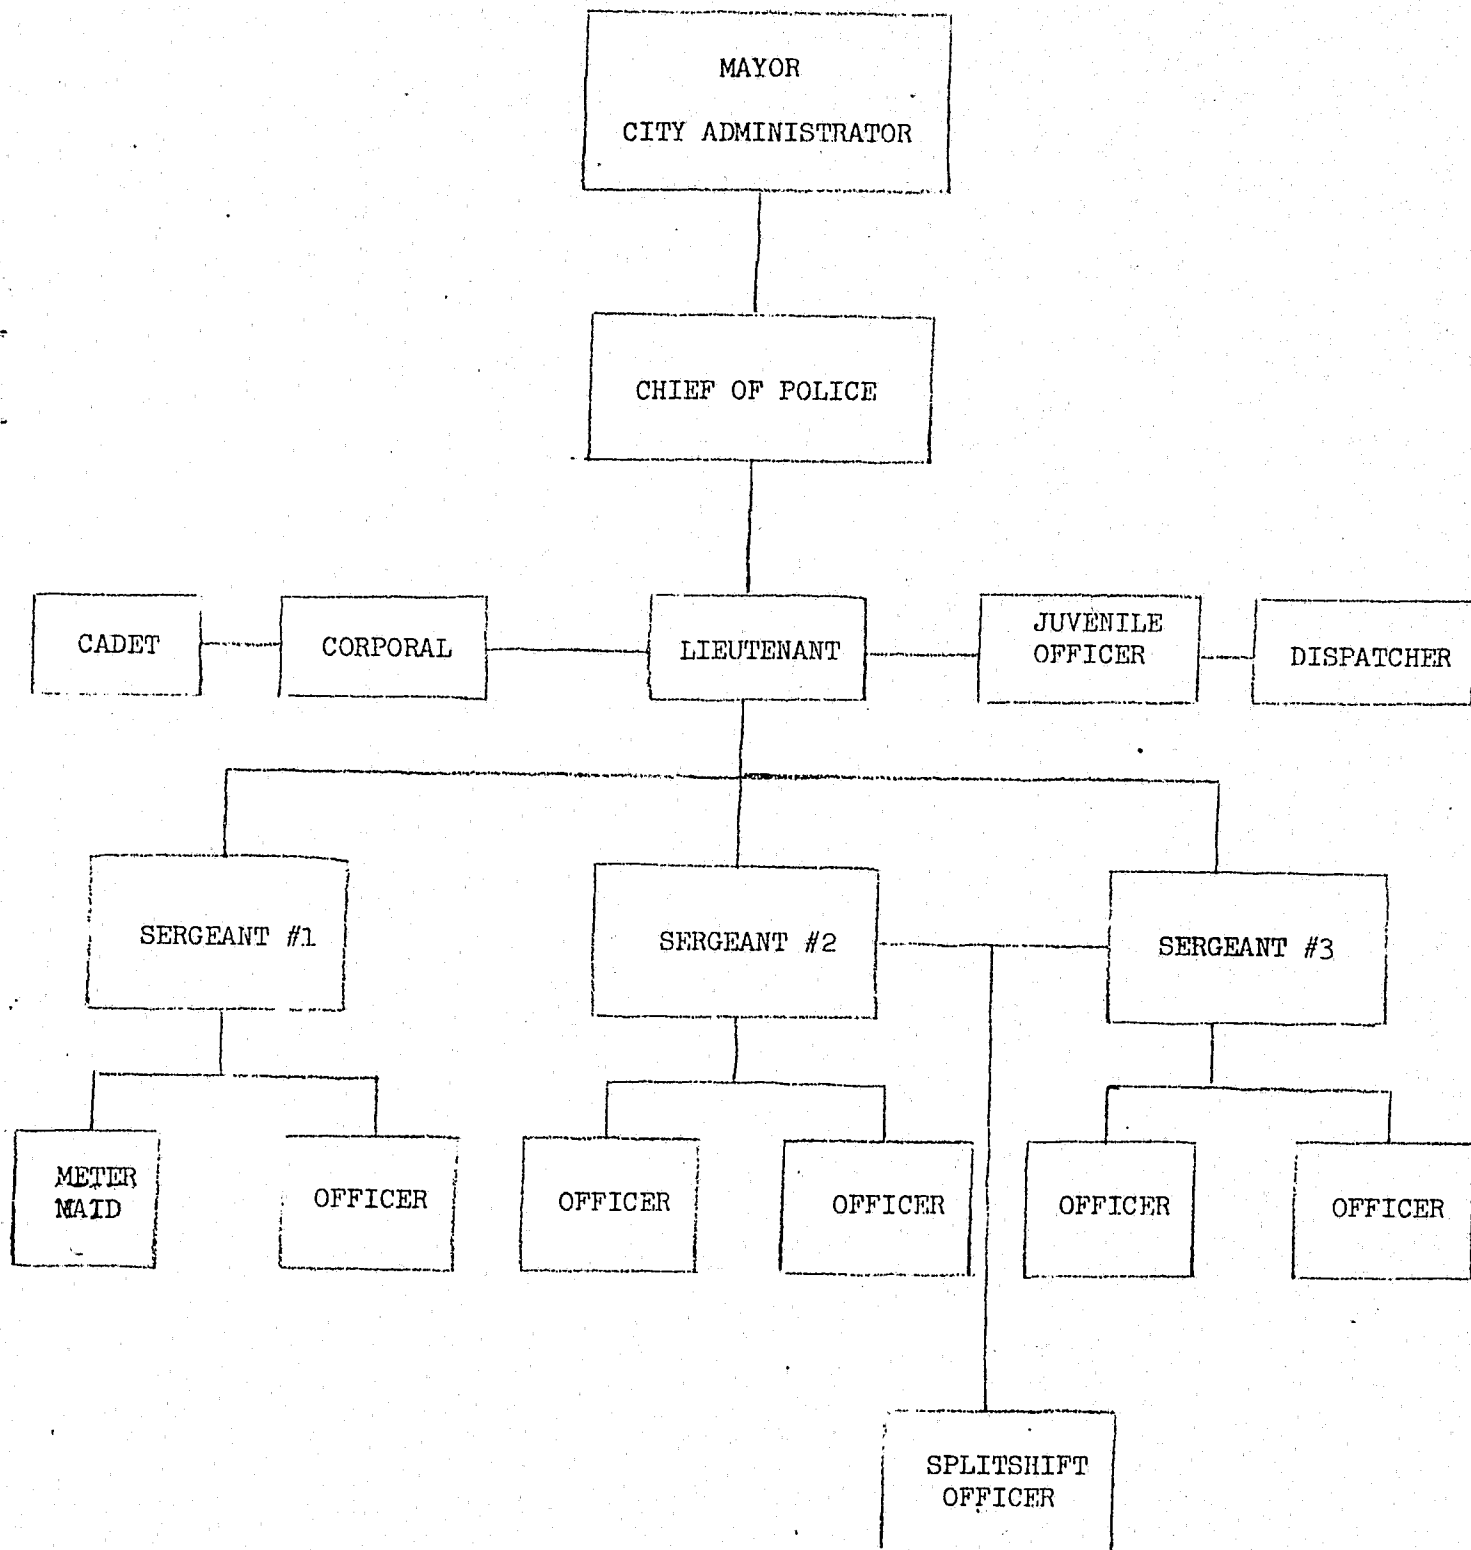 MAYOR
CITY ADMINISTRATOR
CHIEF OF POLICE
CADET
CORPORAL
LIEUTENANT
JUVENILE
OFFICER
DISPATCHER
SERGEANT #1
SERGEANT #2
SERGEANT #3
METER
MAID
OFFICER
OFFICER
OFFICER
OFFICER
OFFICER
SPLITSHIFT
OFFICER